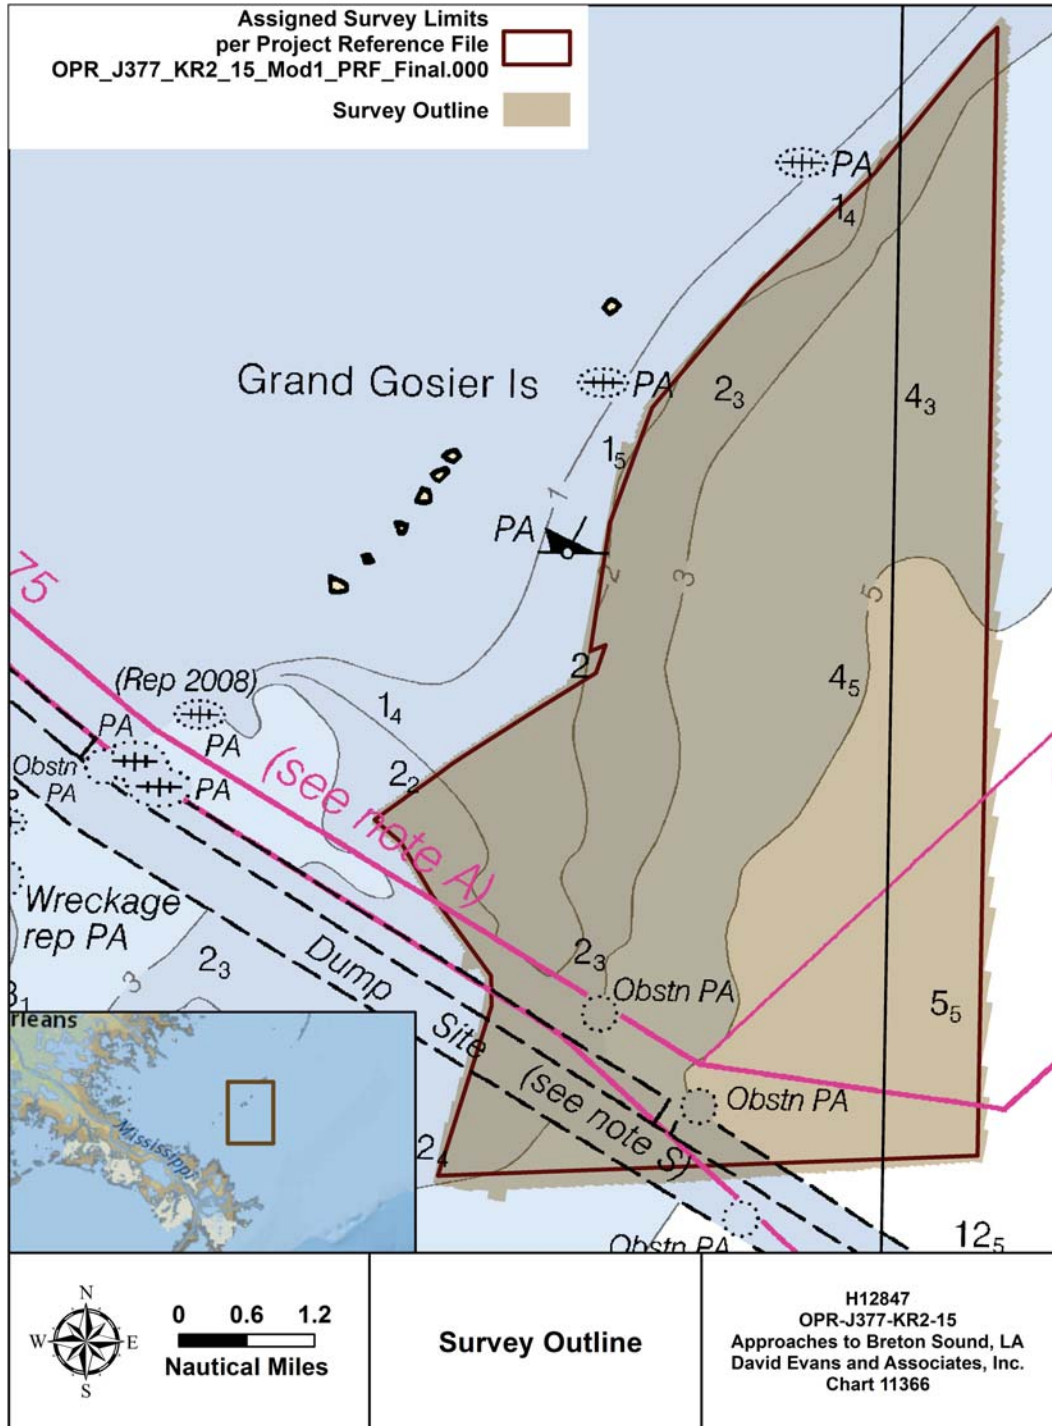 Assigned Survey Limits
per Project Reference File
OPR_J377_KR2_15_Mod1_PRF_Final.000
Survey Outline
PA
1₄
Grand Gosier Is
PA
2₃
4₃
1₅
1
PA
2
3
5
75
(Rep 2008)
2
4₅
1₄
PA
PA
Obstn
PA
PA
2₂
(see note A)
Wreckage
rep PA
2₃
3
Dump
Site
(see note S)
2₃
Obstn PA
5₅
Obstn PA
3₁
rleans
Mississippi
2₄
Obstn PA
12₅
N
W
E
S
0 0.6 1.2
Nautical Miles
Survey Outline
H12847
OPR-J377-KR2-15
Approaches to Breton Sound, LA
David Evans and Associates, Inc.
Chart 11366